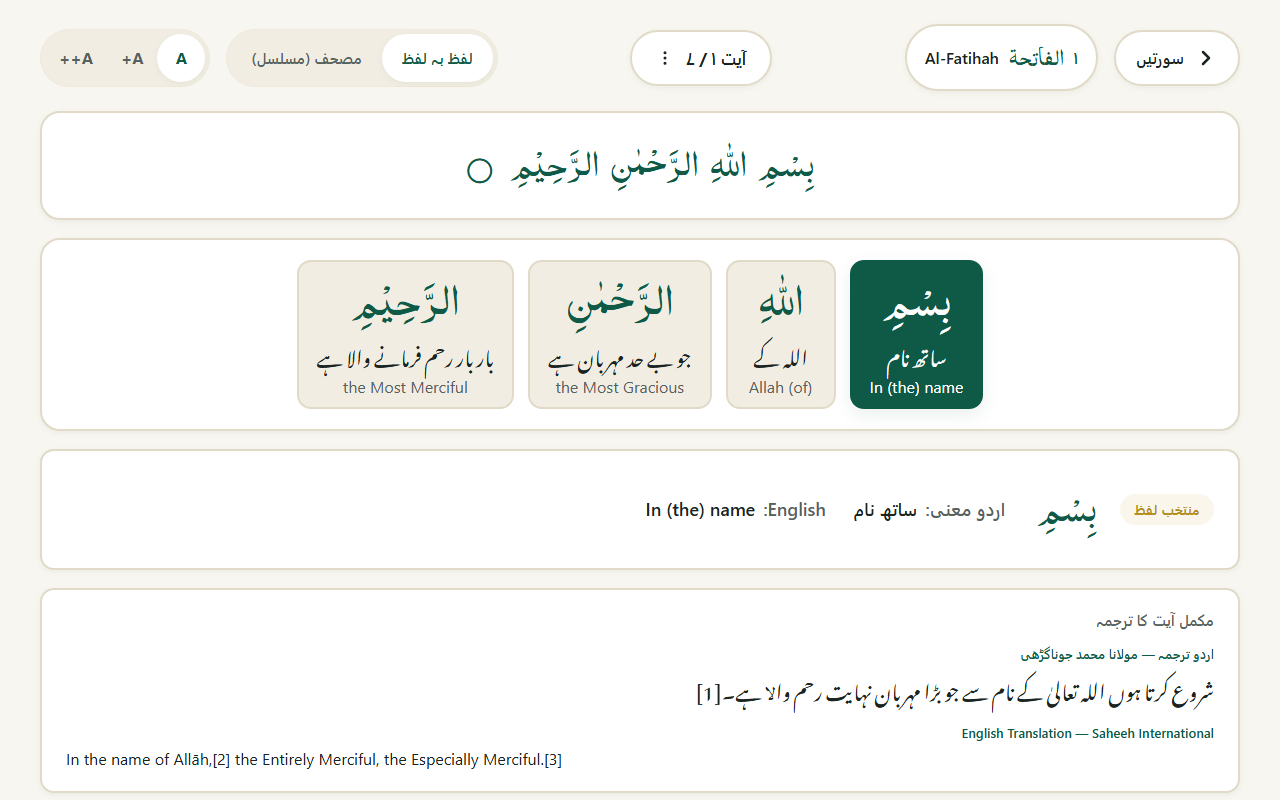 سورتیں
١ الفَاتحة Al-Fatihah
آیت ۱ / ۷
لفظ بہ لفظ
مصحف (مسلسل)
A
A+
A++
بِسْمِ اللّٰهِ الرَّحْمٰنِ الرَّحِیْمِ ○
بِسْمِ
ساتھ نام
In (the) name
اللّٰهِ
اللہ کے
Allah (of)
الرَّحْمٰنِ
جو بے حد مہربان ہے
the Most Gracious
الرَّحِیْمِ
بار بار رحم فرمانے والا ہے
the Most Merciful
منتخب لفظ
بِسْمِ
اردو معنی: ساتھ نام
English: In (the) name
مکمل آیت کا ترجمہ
اردو ترجمہ — مولانا محمد جوناگڑھی
شروع کرتا ہوں اللہ تعالیٰ کے نام سے جو بڑا مہربان نہایت رحم والا ہے۔[1]
English Translation — Saheeh International
In the name of Allāh,[2] the Entirely Merciful, the Especially Merciful.[3]